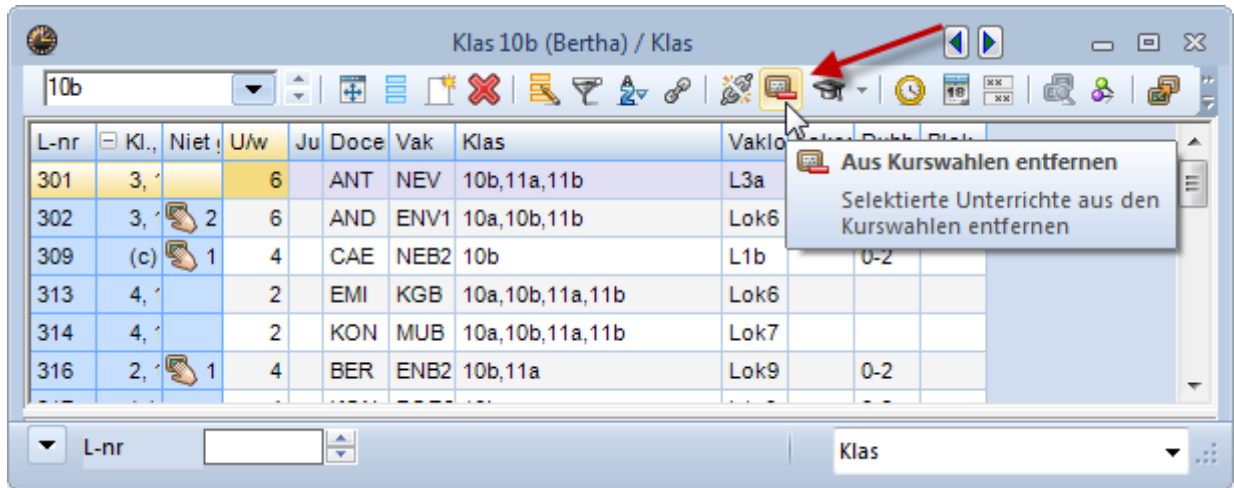 Klas 10b (Bertha) / Klas
10b
L-nr Kl., Niet U/w Ju Doce Vak Klas Vaklo
Aus Kurswahlen entfernen
Selektierte Unterrichte aus den
Kurswahlen entfernen
301 3, 6 ANT NEV 10b,11a,11b L3a
302 3, 2 6 AND ENV1 10a,10b,11b Lok6
309 (c) 1 4 CAE NEB2 10b L1b 0-2
313 4, 2 EMI KGB 10a,10b,11a,11b Lok6
314 4, 2 KON MUB 10a,10b,11a,11b Lok7
316 2, 1 4 BER ENB2 10b,11a Lok9 0-2
L-nr Klas